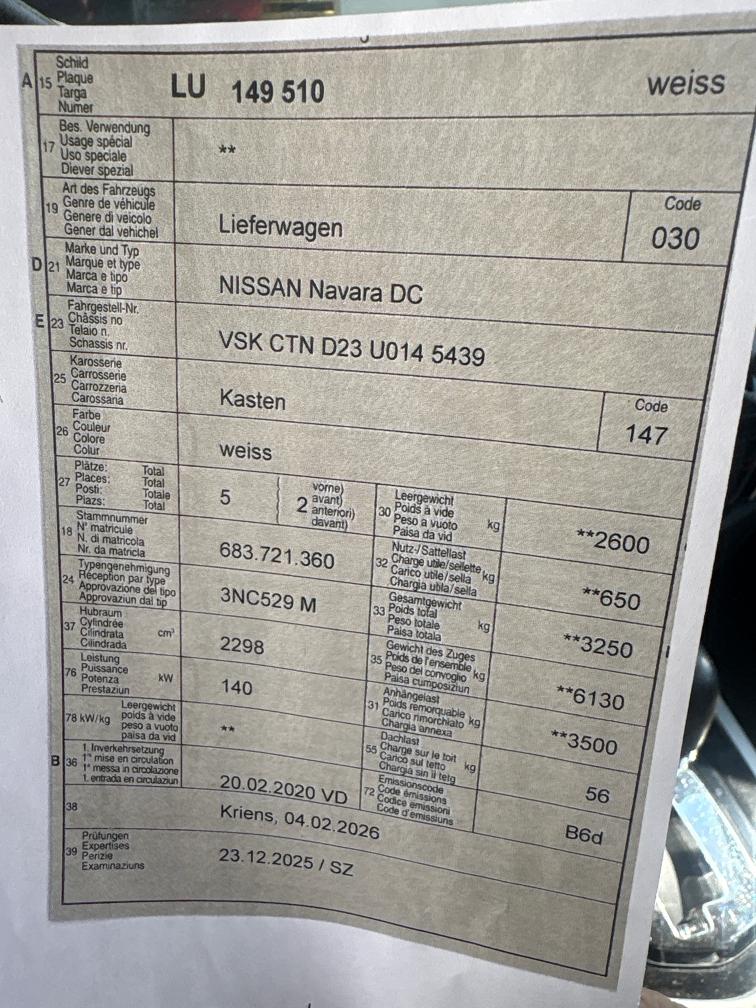 A 15 Schild
Plaque
Targa
Numer
LU 149 510 weiss
17 Bes. Verwendung
Usage spécial
Uso speciale
Diever spezial
**
19 Art des Fahrzeugs
Genre de véhicule
Genere di veicolo
Gener dal vehichel
Lieferwagen
Code
030
D 21 Marke und Typ
Marque et type
Marca e tipo
Marca e tip
NISSAN Navara DC
E 23 Fahrgestell-Nr.
Châssis no
Telaio n.
Schassis nr.
VSK CTN D23 U014 5439
25 Karosserie
Carrosserie
Carrozzeria
Carossaria
Kasten
Code
147
26 Farbe
Couleur
Colore
Colur
weiss
27 Plätze: Total
Places: Total
Posti: Totale
Plazs: Total
5
2
vorne)
avant)
anteriori)
davant)
30 Leergewicht
Poids à vide
Peso a vuoto
Paisa da vid
kg
**2600
18 Stammnummer
N° matricule
N. di matricola
Nr. da matricla
683.721.360
32 Nutz-/Sattellast
Charge utile/sellette
Carico utile/sella
Chargia utila/sella
kg
**650
24 Typengenehmigung
Réception par type
Approvazione del tipo
Approvaziun dal tip
3NC529 M
33 Gesamtgewicht
Poids total
Peso totale
Paisa totala
kg
**3250
37 Hubraum
Cylindrée
Cilindrata
Cilindrada
cm³
2298
35 Gewicht des Zuges
Poids de l'ensemble
Peso del convoglio
Paisa cumposiziun
kg
**6130
76 Leistung
Puissance
Potenza
Prestaziun
kW
140
31 Anhängelast
Poids remorquable
Carico rimorchiato
Chargia annexa
kg
**3500
78 kW/kg Leergewicht
poids à vide
peso a vuoto
paisa da vid
**
55 Dachlast
Charge sur le toit
Carico sul tetto
Chargia sin il tetg
kg
56
B 36 1. Inverkehrsetzung
1re mise en circulation
1a messa in circolazione
1. entrada en circulaziun
20.02.2020 VD
72 Emissionscode
Code émissions
Codice emissioni
Code d'emissiuns
B6d
38
Kriens, 04.02.2026
39 Prüfungen
Expertises
Perizie
Examinaziuns
23.12.2025 / SZ